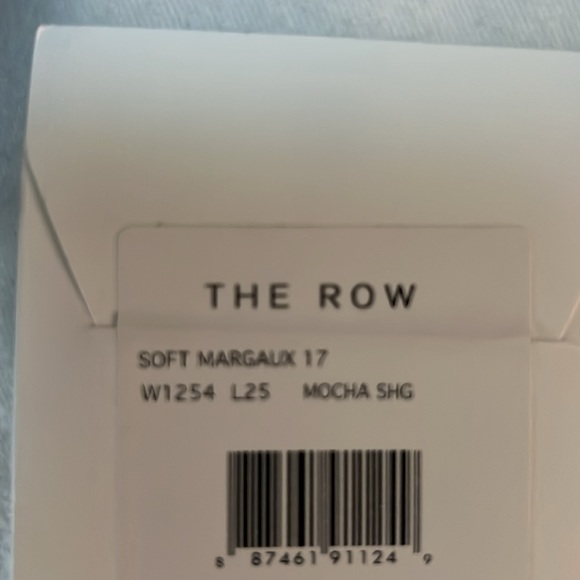 THE ROW
SOFT MARGAUX 17
W1254 L25 MOCHA SHG
8 87461 91124 9